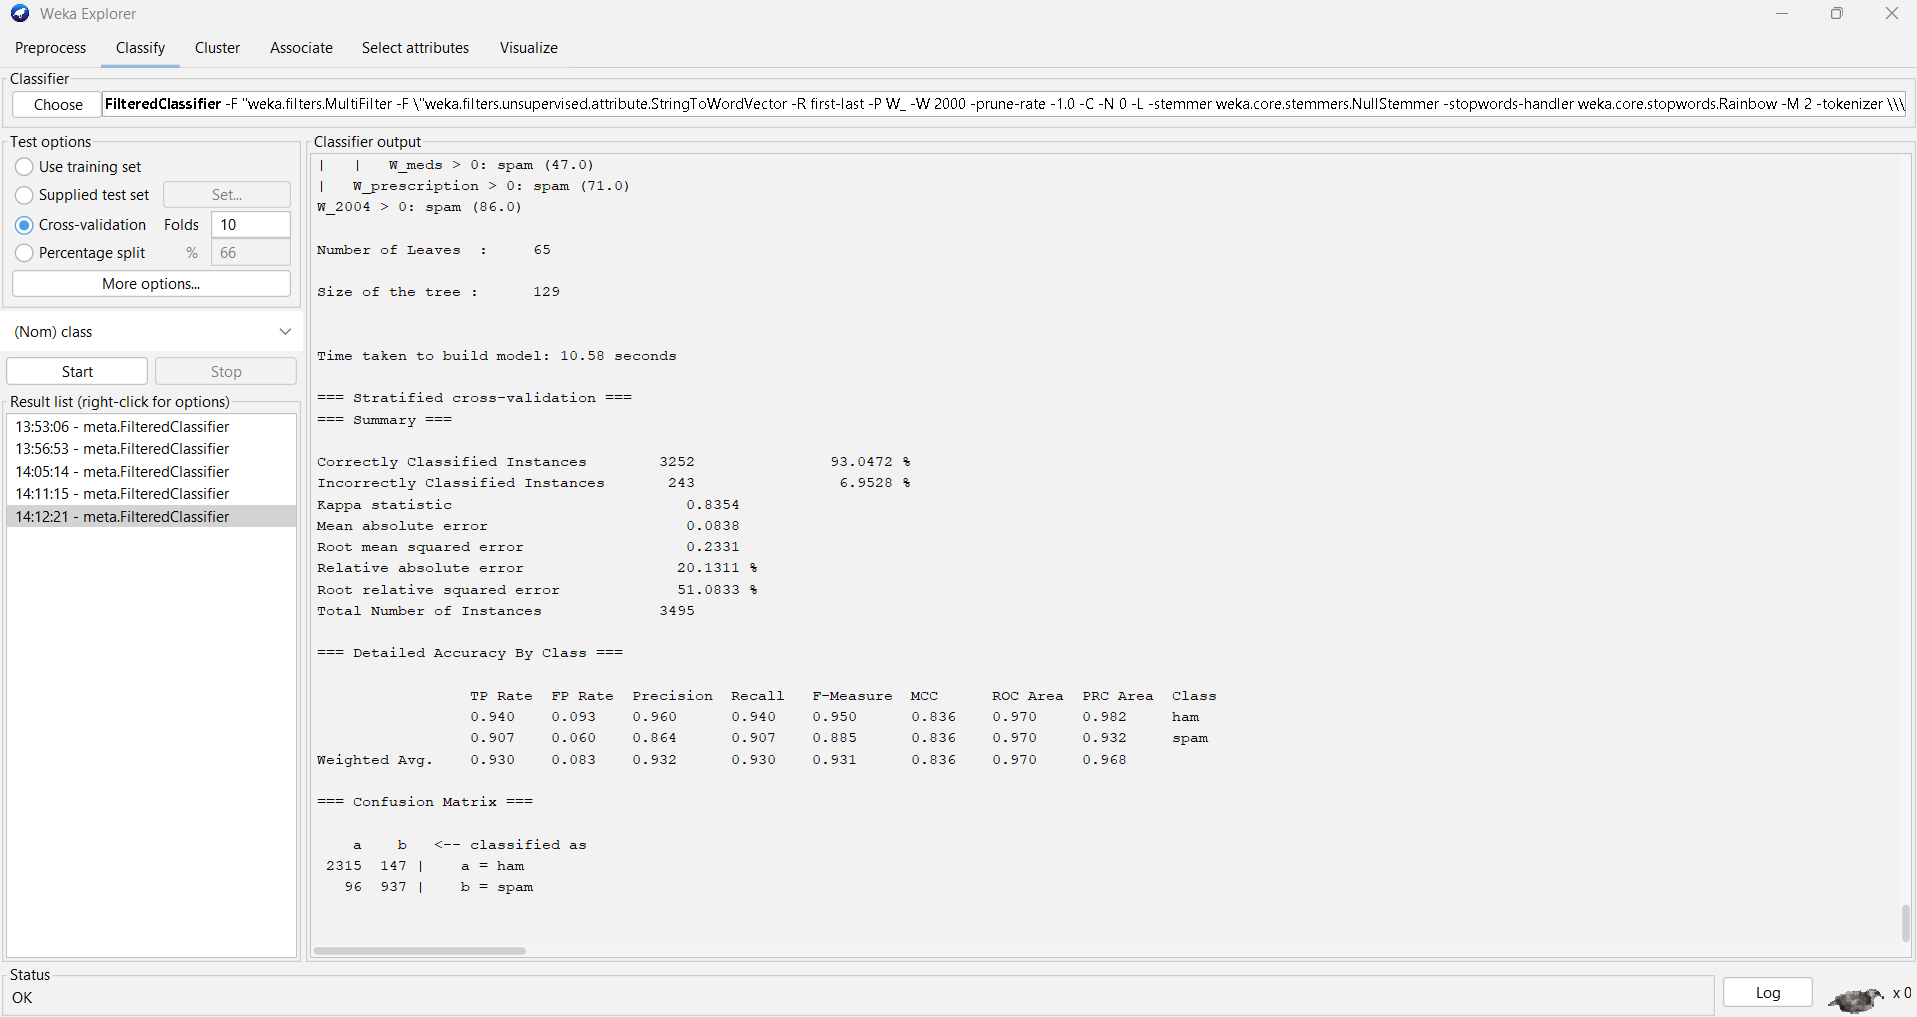 Weka Explorer
Preprocess Classify Cluster Associate Select attributes Visualize
Classifier
Choose FilteredClassifier -F "weka.filters.MultiFilter -F \"weka.filters.unsupervised.attribute.StringToWordVector -R first-last -P W_ -W 2000 -prune-rate -1.0 -C -N 0 -L -stemmer weka.core.stemmers.NullStemmer -stopwords-handler weka.core.stopwords.Rainbow -M 2 -tokenizer \\\
Test options
Use training set
Supplied test set Set...
Cross-validation Folds 10
Percentage split % 66
More options...
(Nom) class
Start Stop
Result list (right-click for options)
13:53:06 - meta.FilteredClassifier
13:56:53 - meta.FilteredClassifier
14:05:14 - meta.FilteredClassifier
14:11:15 - meta.FilteredClassifier
14:12:21 - meta.FilteredClassifier
Classifier output
| | W_meds > 0: spam (47.0)
| W_prescription > 0: spam (71.0)
W_2004 > 0: spam (86.0)
Number of Leaves : 65
Size of the tree : 129
Time taken to build model: 10.58 seconds
=== Stratified cross-validation ===
=== Summary ===
Correctly Classified Instances 3252 93.0472 %
Incorrectly Classified Instances 243 6.9528 %
Kappa statistic 0.8354
Mean absolute error 0.0838
Root mean squared error 0.2331
Relative absolute error 20.1311 %
Root relative squared error 51.0833 %
Total Number of Instances 3495
=== Detailed Accuracy By Class ===
TP Rate FP Rate Precision Recall F-Measure MCC ROC Area PRC Area Class
0.940 0.093 0.960 0.940 0.950 0.836 0.970 0.982 ham
0.907 0.060 0.864 0.907 0.885 0.836 0.970 0.932 spam
Weighted Avg. 0.930 0.083 0.932 0.930 0.931 0.836 0.970 0.968
=== Confusion Matrix ===
a b <-- classified as
2315 147 | a = ham
96 937 | b = spam
Status
OK
Log x 0